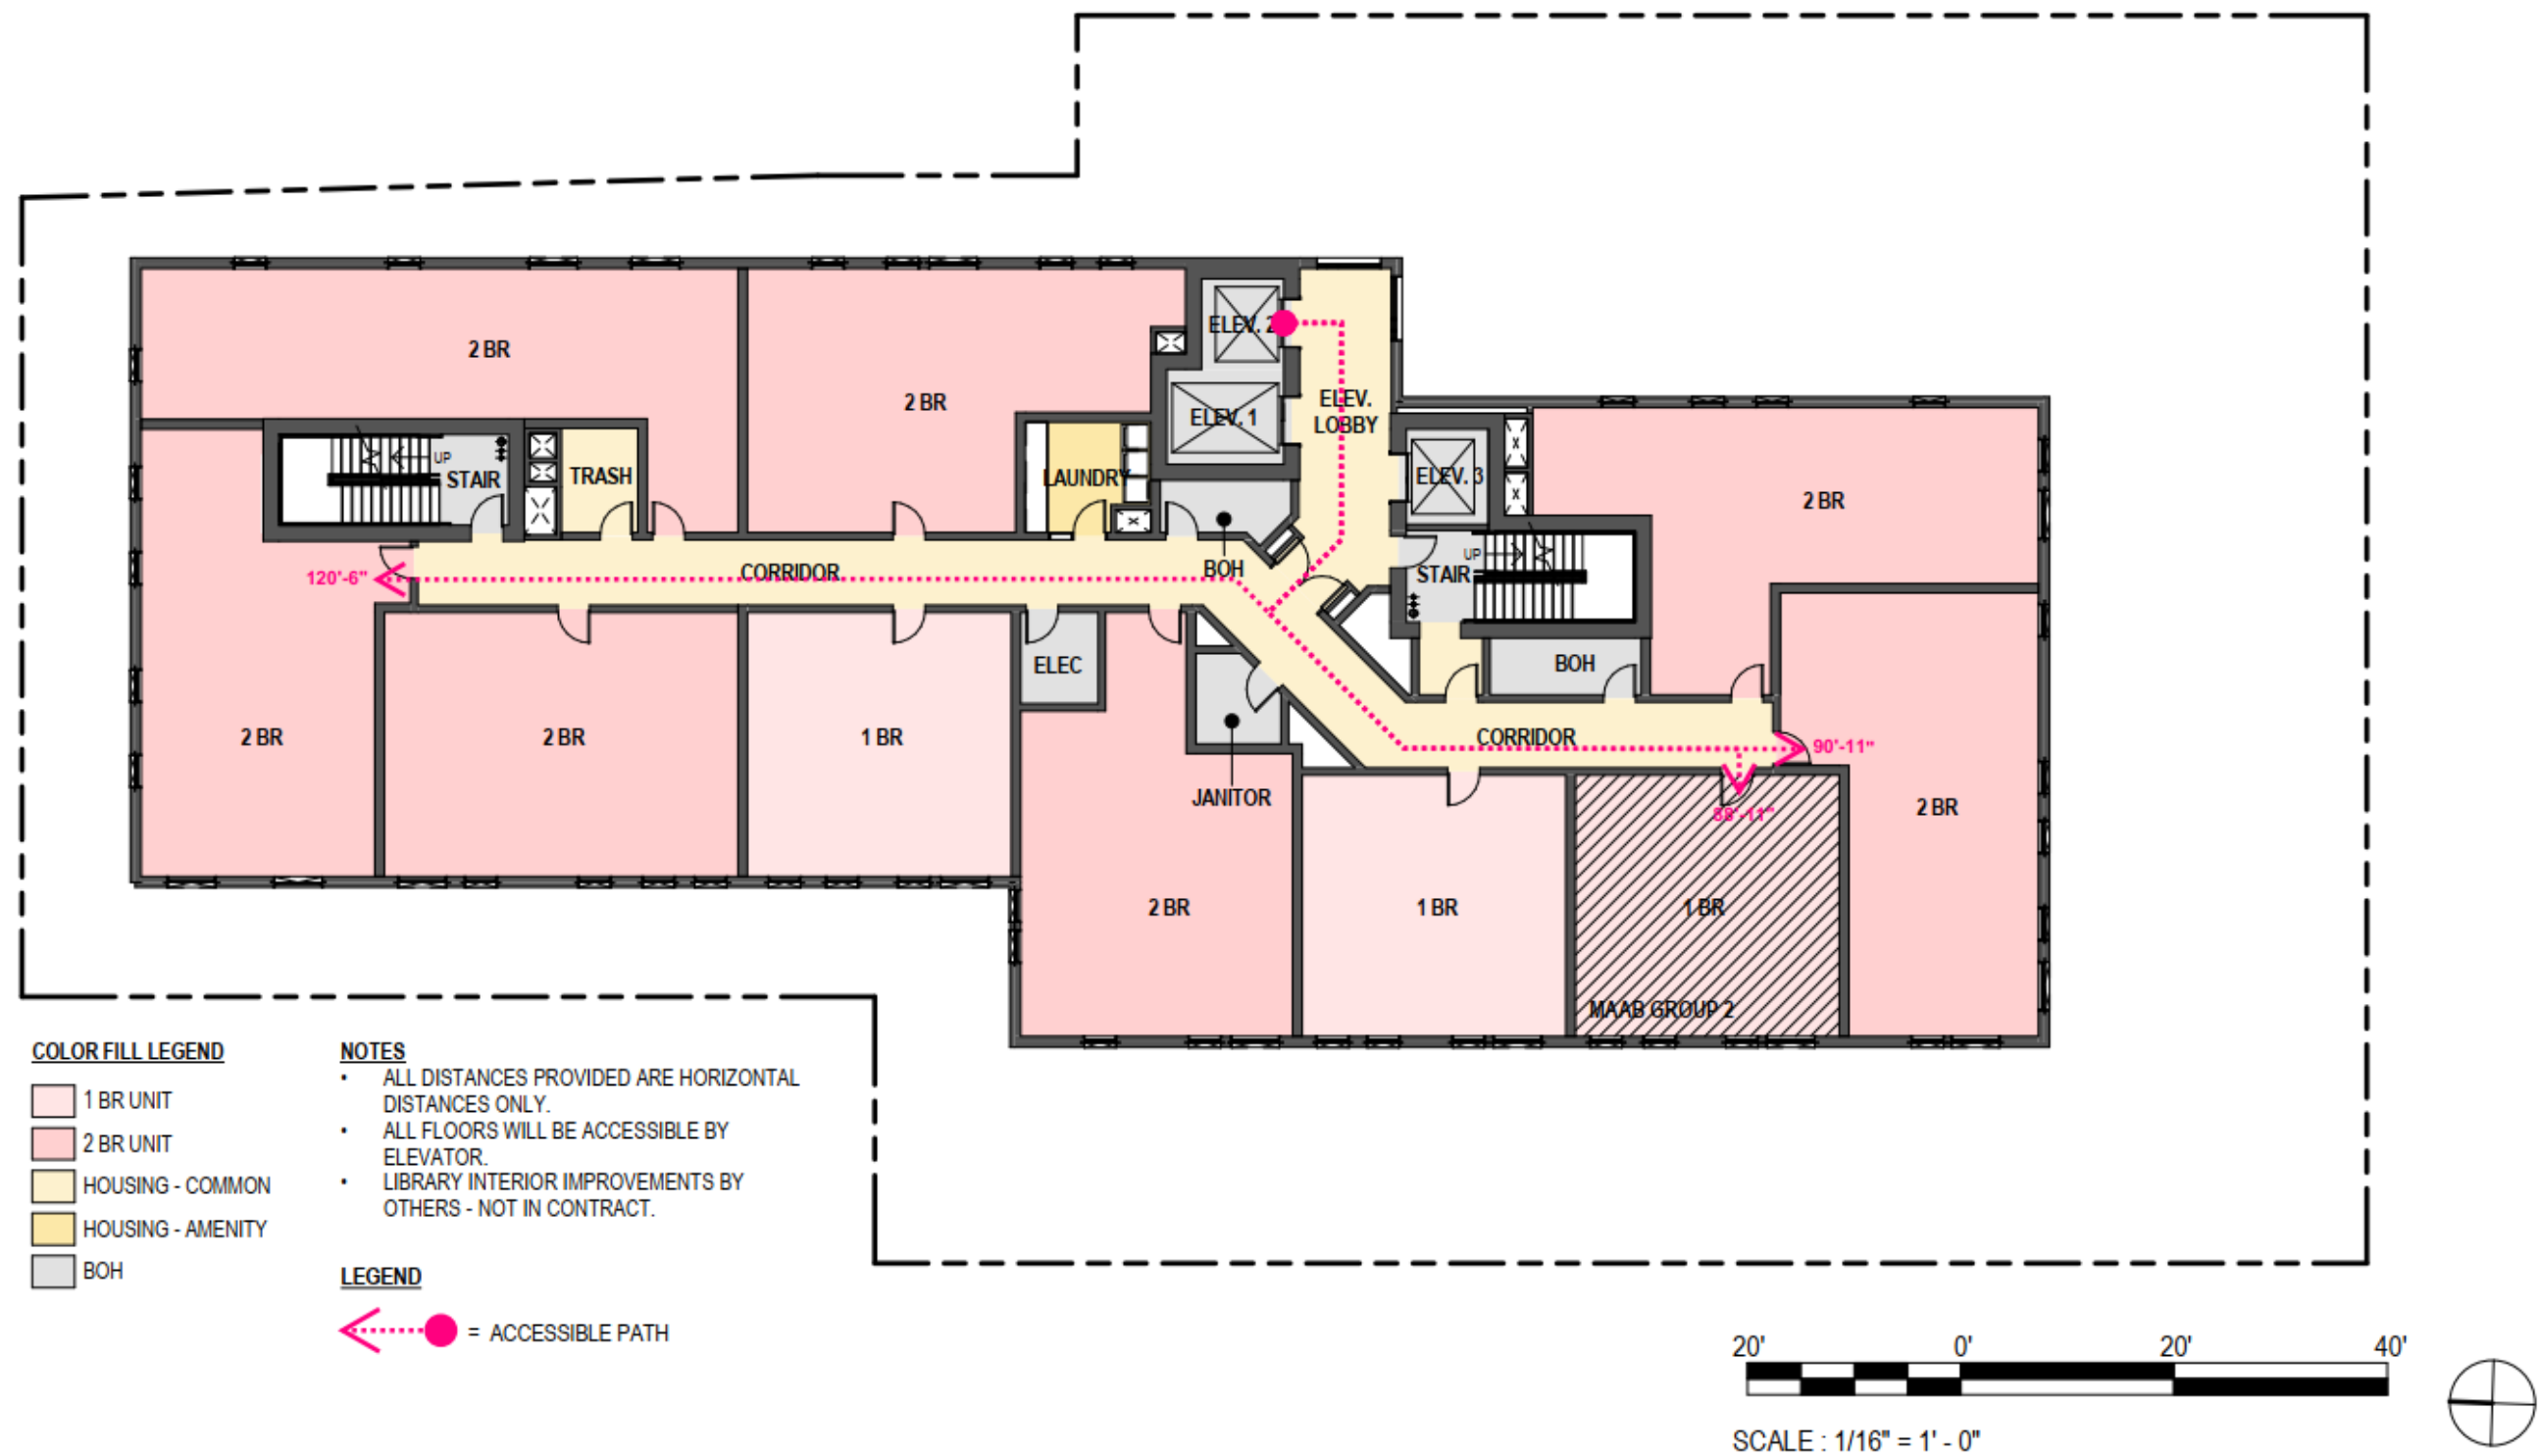 2 BR
2 BR
ELEV. 2
ELEV. 1
ELEV.
LOBBY
UP
STAIR
TRASH
LAUNDRY
ELEV. 3
2 BR
120'-6"
CORRIDOR
BOH
UP
STAIR
ELEC
BOH
2 BR
2 BR
1 BR
JANITOR
CORRIDOR
90'-11"
88'-11"
2 BR
2 BR
1 BR
1 BR
MAAB GROUP 2
COLOR FILL LEGEND
1 BR UNIT
2 BR UNIT
HOUSING - COMMON
HOUSING - AMENITY
BOH
NOTES
• ALL DISTANCES PROVIDED ARE HORIZONTAL
DISTANCES ONLY.
• ALL FLOORS WILL BE ACCESSIBLE BY
ELEVATOR.
• LIBRARY INTERIOR IMPROVEMENTS BY
OTHERS - NOT IN CONTRACT.
LEGEND
= ACCESSIBLE PATH
20' 0' 20' 40'
SCALE : 1/16" = 1' - 0"